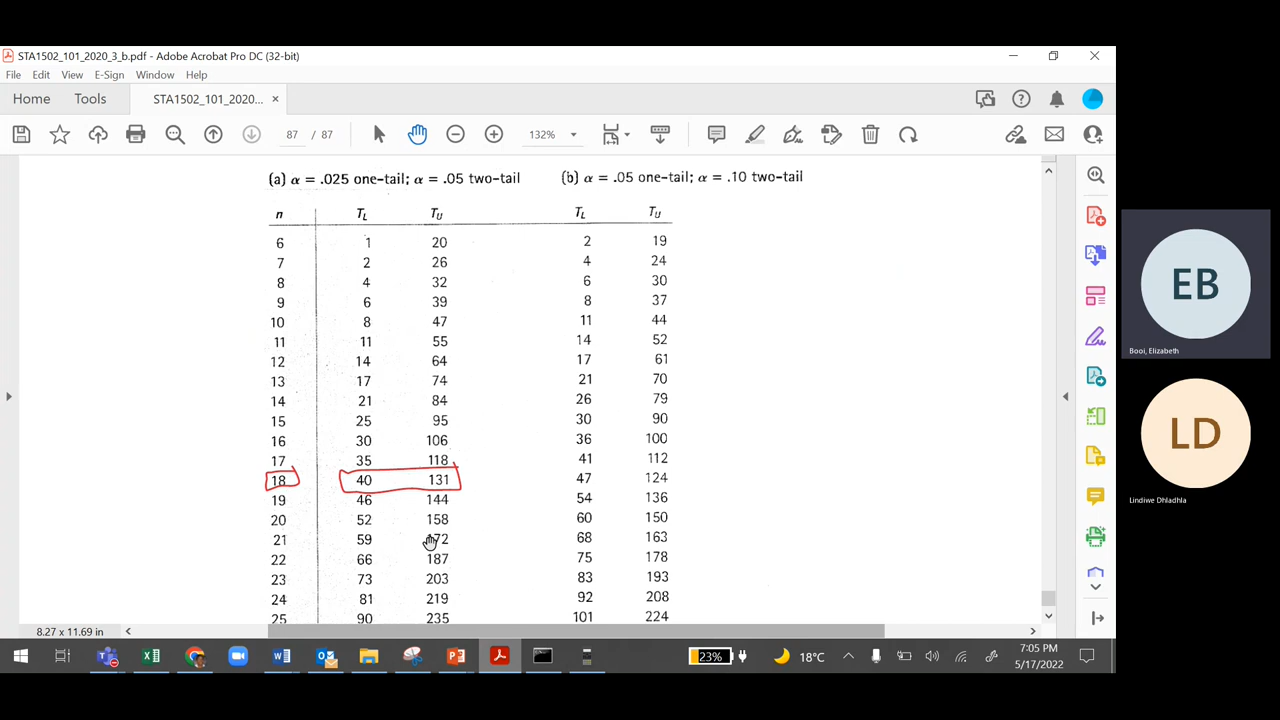 STA1502_101_2020_3_b.pdf - Adobe Acrobat Pro DC (32-bit)
File Edit View E-Sign Window Help
Home Tools STA1502_101_2020... ×
87 / 87 132%
(a) α = .025 one-tail; α = .05 two-tail (b) α = .05 one-tail; α = .10 two-tail
n TL TU TL TU
6 1 20 2 19
7 2 26 4 24
8 4 32 6 30
9 6 39 8 37
10 8 47 11 44
11 11 55 14 52
12 14 64 17 61
13 17 74 21 70
14 21 84 26 79
15 25 95 30 90
16 30 106 36 100
17 35 118 41 112
18 40 131 47 124
19 46 144 54 136
20 52 158 60 150
21 59 172 68 163
22 66 187 75 178
23 73 203 83 193
24 81 219 92 208
25 90 235 101 224
8.27 x 11.69 in
EB
Booi, Elizabeth
LD
Lindiwe Dhladhla
23% 18°C 7:05 PM
5/17/2022